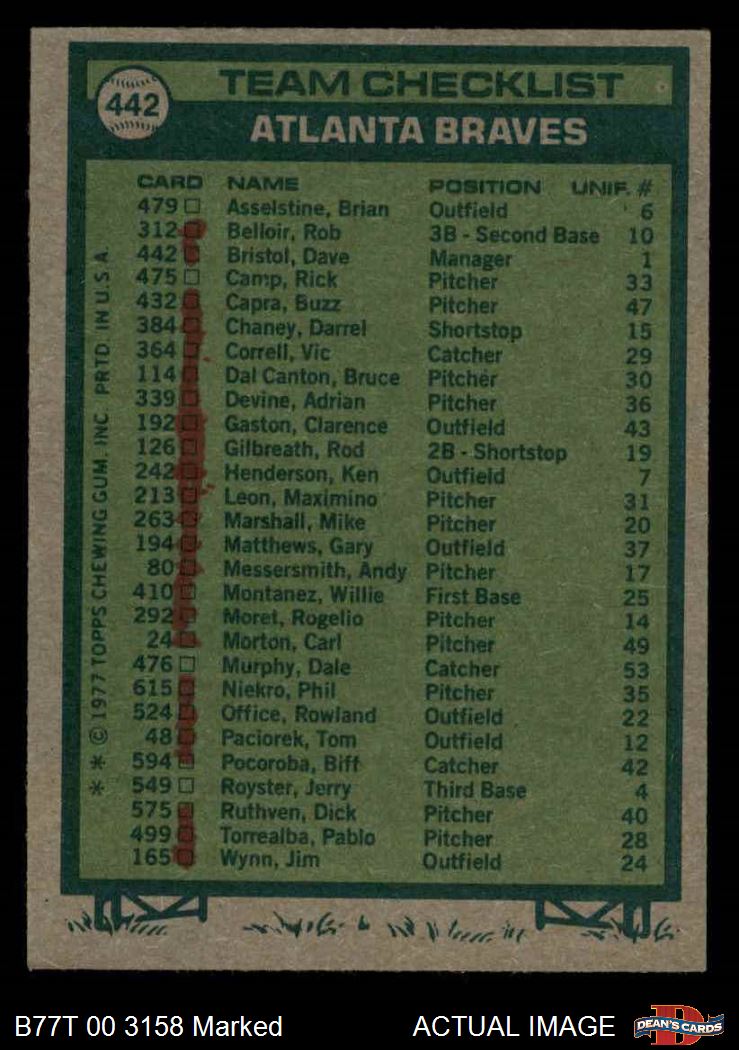 442
TEAM CHECKLIST
ATLANTA BRAVES
CARD NAME POSITION UNIF. #
479 Asselstine, Brian Outfield 6
312 Belloir, Rob 3B - Second Base 10
442 Bristol, Dave Manager 1
475 Camp, Rick Pitcher 33
432 Capra, Buzz Pitcher 47
384 Chaney, Darrel Shortstop 15
364 Correll, Vic Catcher 29
114 Dal Canton, Bruce Pitcher 30
339 Devine, Adrian Pitcher 36
192 Gaston, Clarence Outfield 43
126 Gilbreath, Rod 2B - Shortstop 19
242 Henderson, Ken Outfield 7
213 Leon, Maximino Pitcher 31
263 Marshall, Mike Pitcher 20
194 Matthews, Gary Outfield 37
80 Messersmith, Andy Pitcher 17
410 Montanez, Willie First Base 25
292 Moret, Rogelio Pitcher 14
24 Morton, Carl Pitcher 49
476 Murphy, Dale Catcher 53
615 Niekro, Phil Pitcher 35
524 Office, Rowland Outfield 22
48 Paciorek, Tom Outfield 12
594 Pocoroba, Biff Catcher 42
549 Royster, Jerry Third Base 4
575 Ruthven, Dick Pitcher 40
499 Torrealba, Pablo Pitcher 28
165 Wynn, Jim Outfield 24
* * © 1977 TOPPS CHEWING GUM, INC. PRTD. IN U.S.A.
B77T 00 3158 Marked ACTUAL IMAGE
DEAN'S CARDS